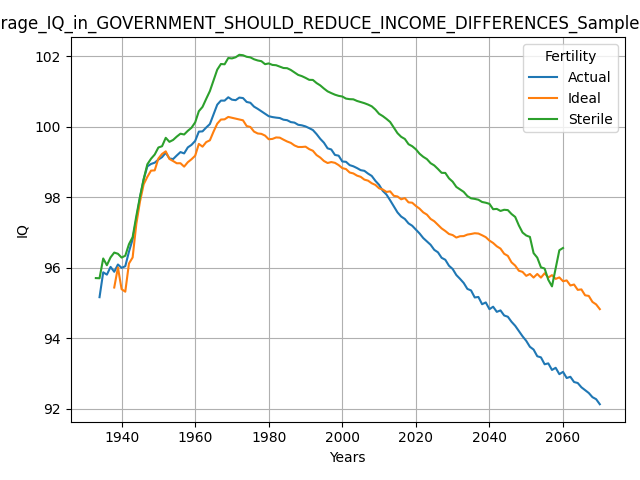 rage_IQ_in_GOVERNMENT_SHOULD_REDUCE_INCOME_DIFFERENCES_Sample
Fertility
Actual
Ideal
Sterile
102
100
98
96
94
92
IQ
1940
1960
1980
2000
2020
2040
2060
Years